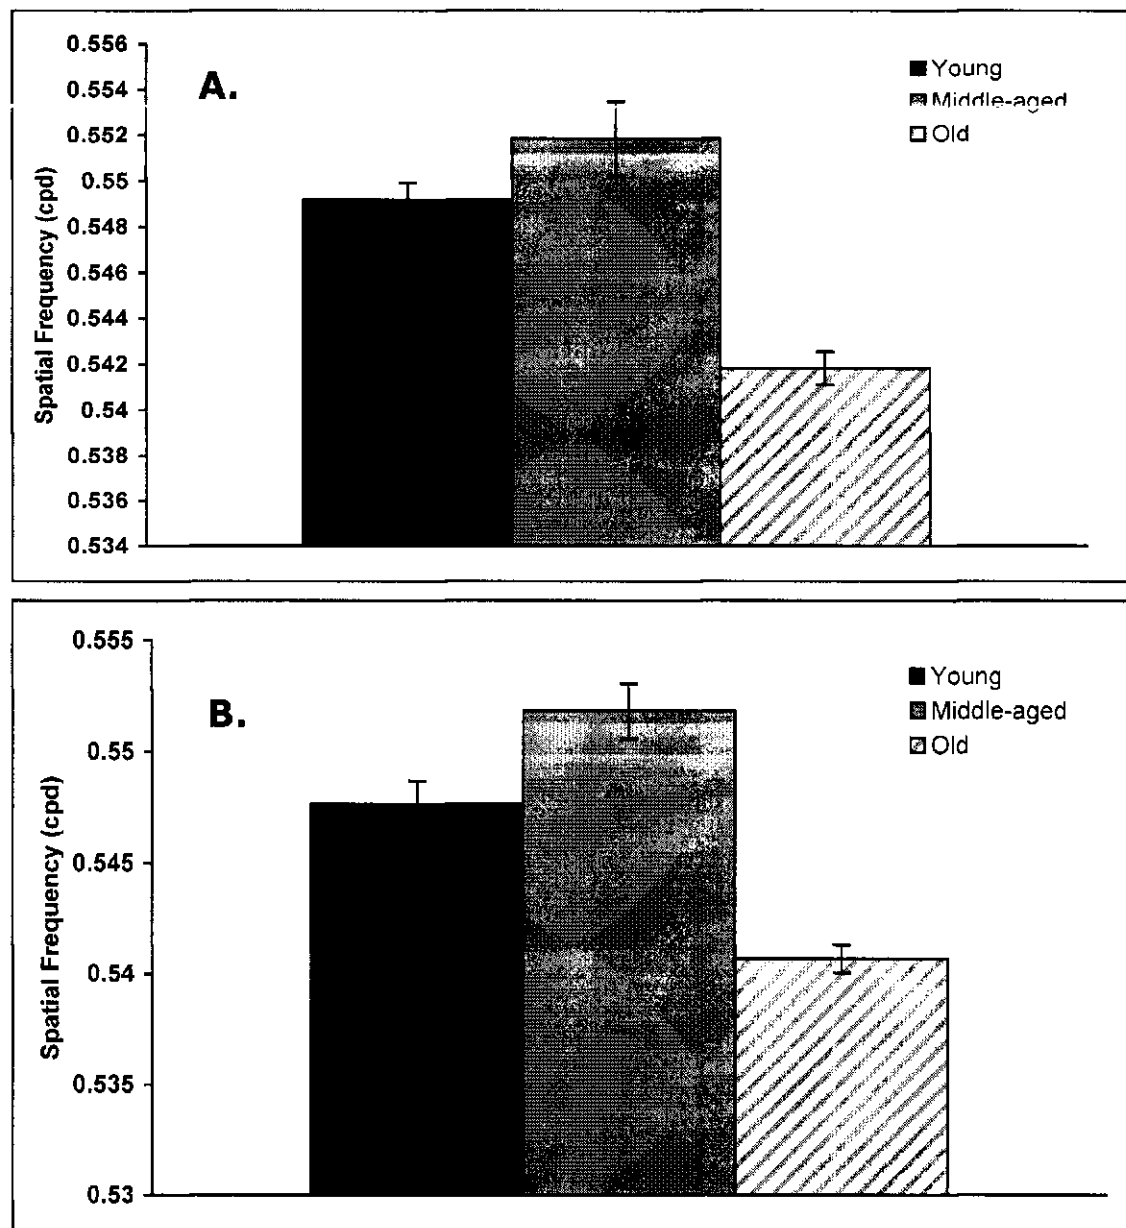 0.556
0.554
0.552
0.55
0.548
0.546
0.544
0.542
0.54
0.538
0.536
0.534
Spatial Frequency (cpd)
A.
Young
Middle-aged
Old
0.555
0.55
0.545
0.54
0.535
0.53
Spatial Frequency (cpd)
B.
Young
Middle-aged
Old